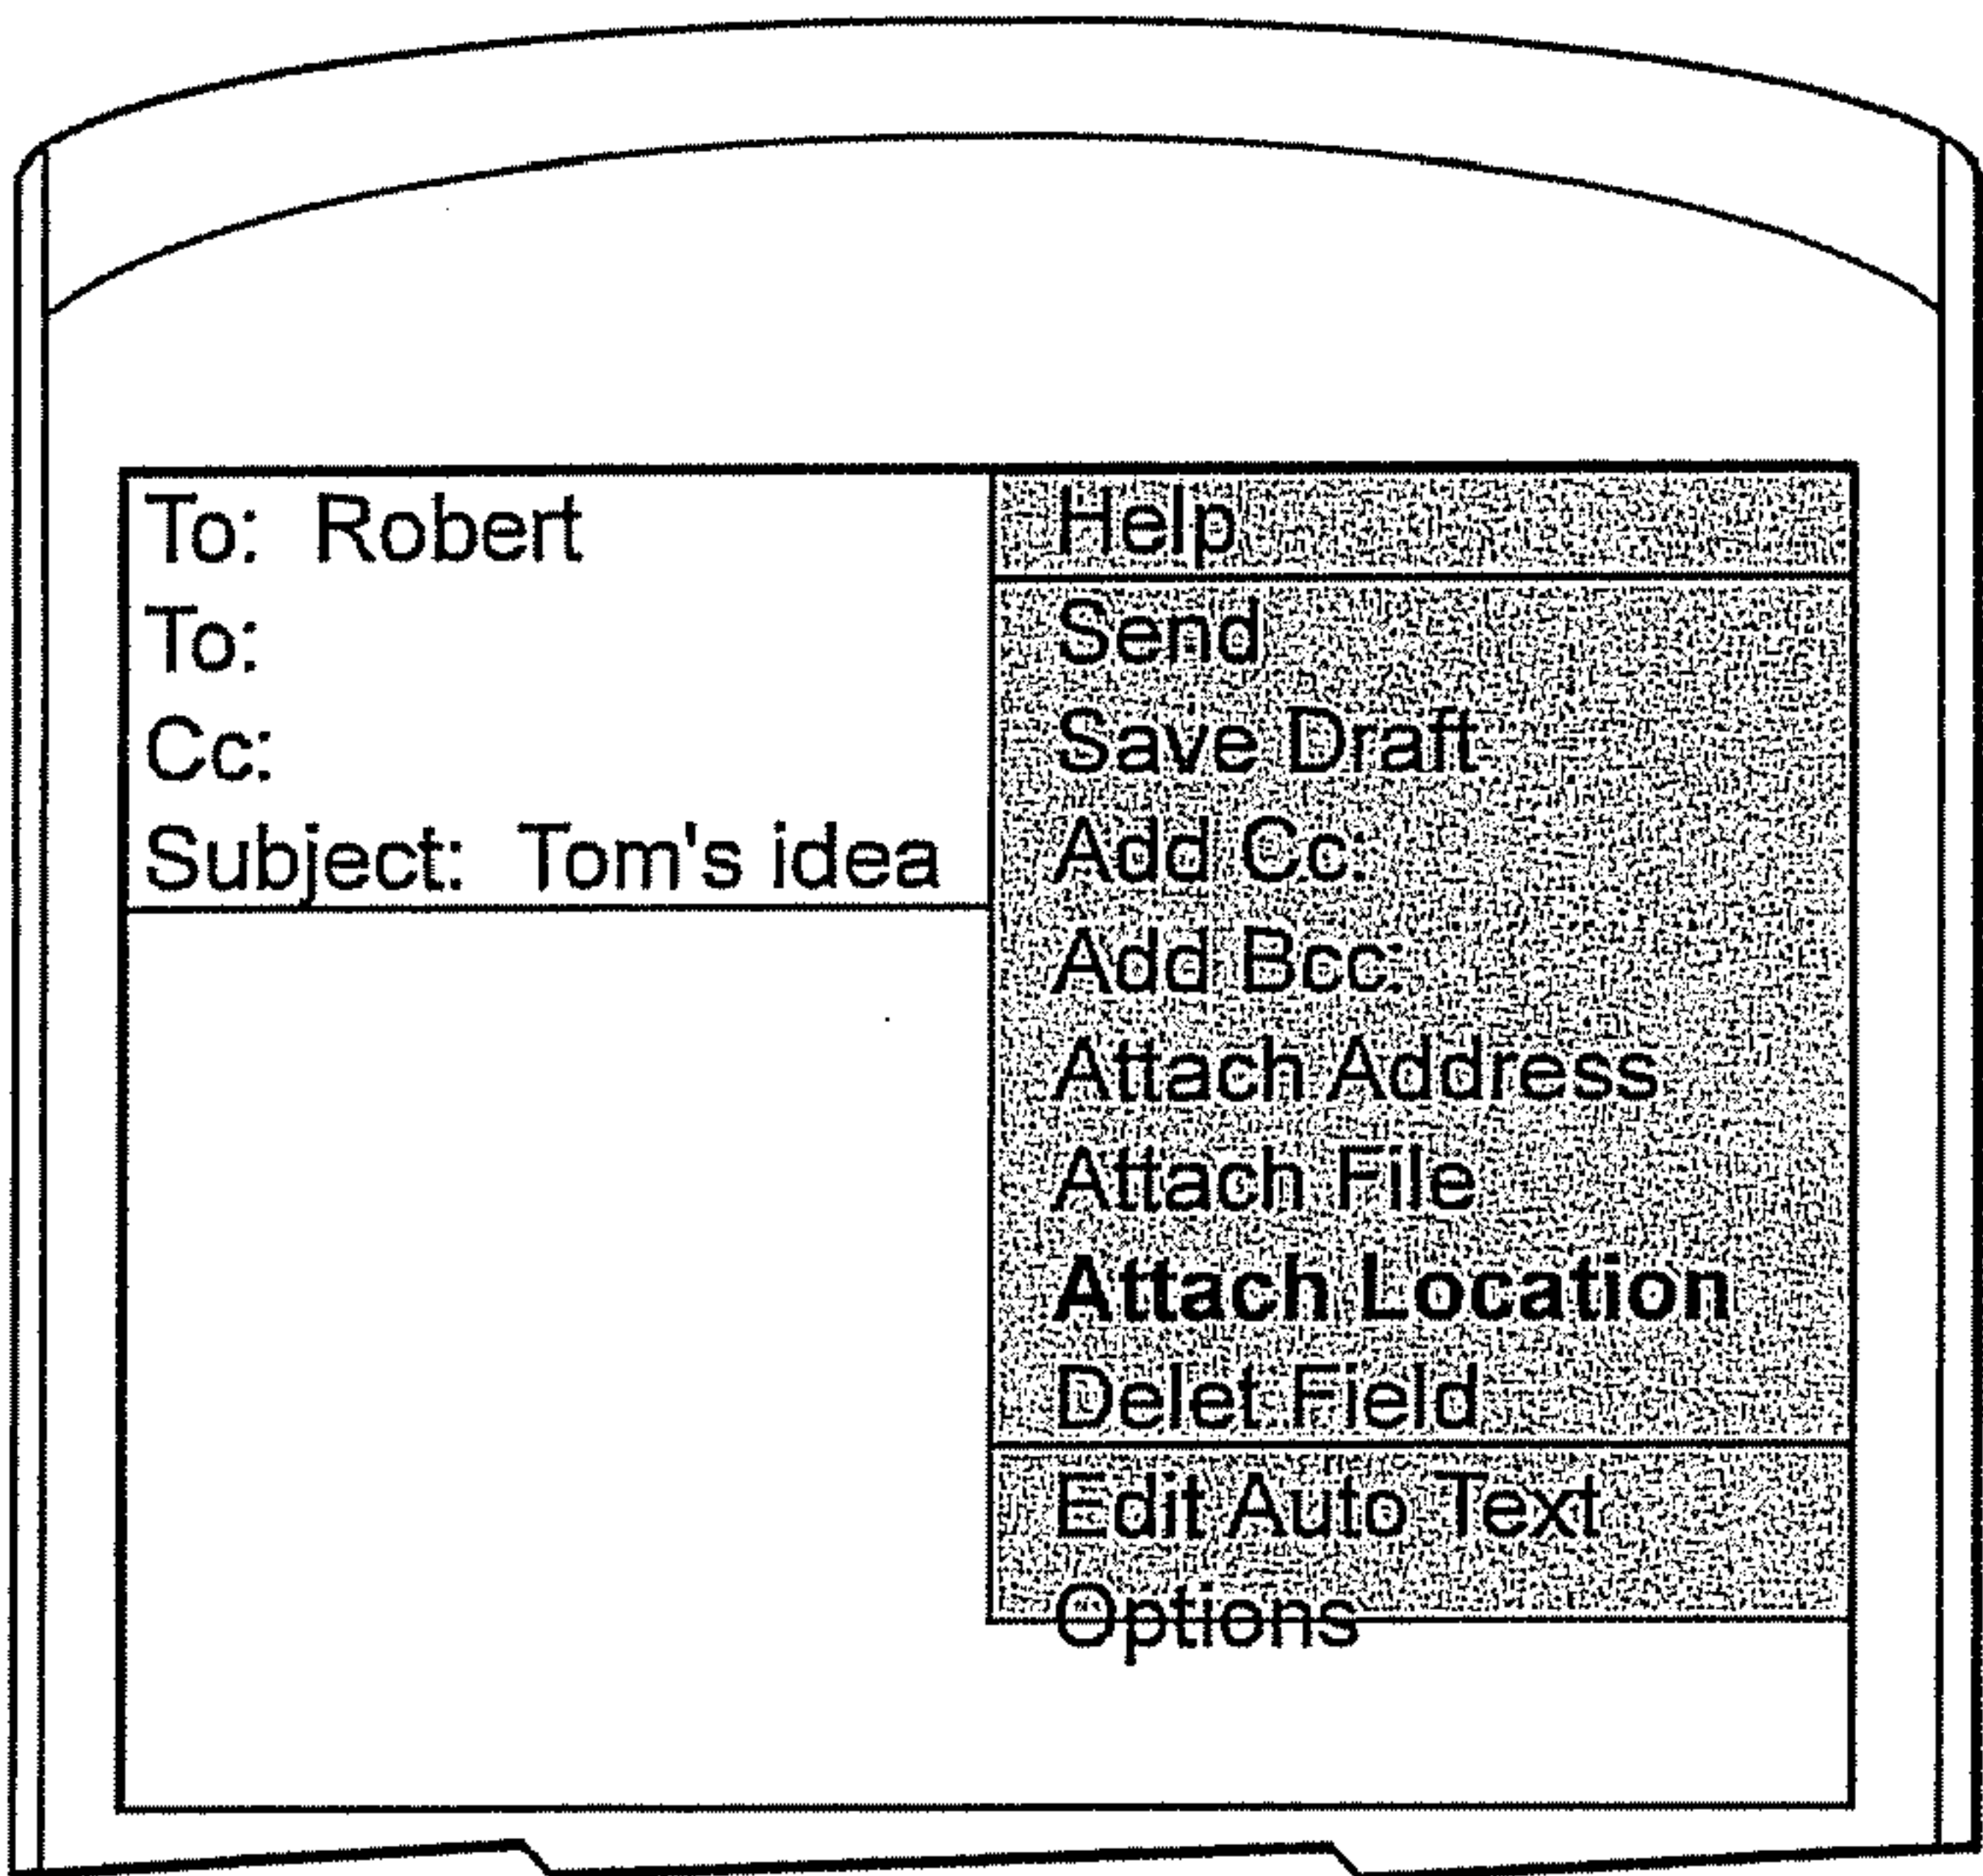 To: Robert
To:
Cc:
Subject: Tom's idea
Help
Send
Save Draft
Add Cc:
Add Bcc:
Attach Address
Attach File
Attach Location
Delet Field
Edit Auto Text
Options